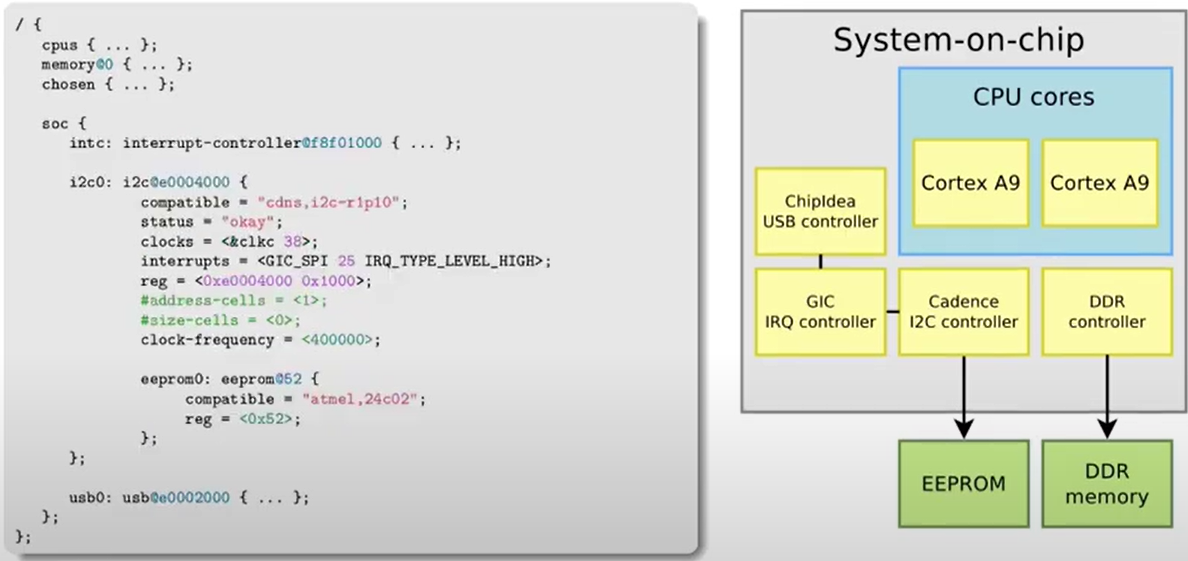 / {
cpus { ... };
memory@0 { ... };
chosen { ... };
soc {
intc: interrupt-controller@f8f01000 { ... };
i2c0: i2c@e0004000 {
compatible = "cdns,i2c-r1p10";
status = "okay";
clocks = <&clkc 38>;
interrupts = <GIC_SPI 25 IRQ_TYPE_LEVEL_HIGH>;
reg = <0xe0004000 0x1000>;
#address-cells = <1>;
#size-cells = <0>;
clock-frequency = <400000>;
eeprom0: eeprom@52 {
compatible = "atmel,24c02";
reg = <0x52>;
};
};
usb0: usb@e0002000 { ... };
};
};
System-on-chip
CPU cores
Cortex A9
Cortex A9
ChipIdea
USB controller
GIC
IRQ controller
Cadence
I2C controller
DDR
controller
EEPROM
DDR
memory